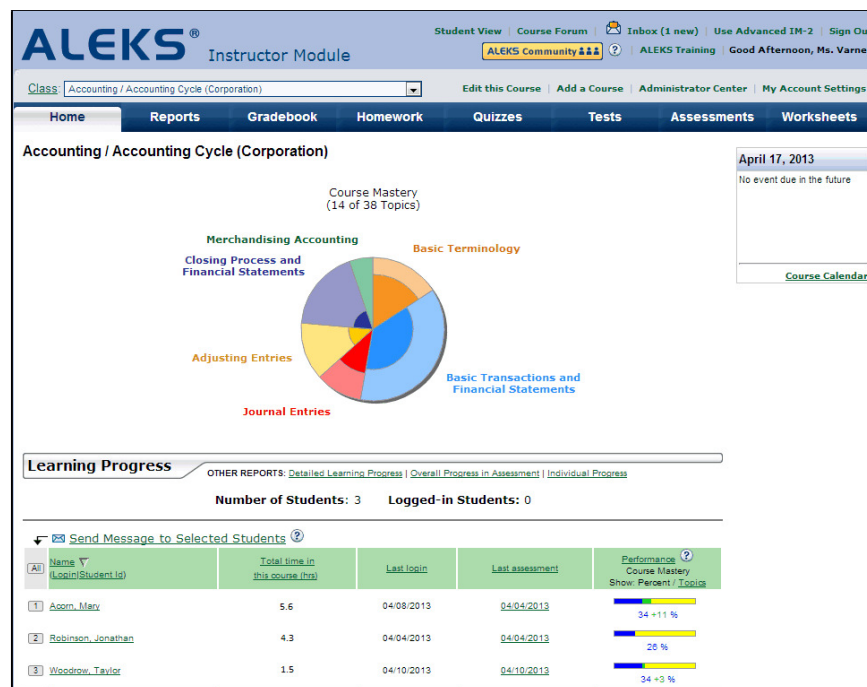 ALEKS® Instructor Module
Student View | Course Forum | Inbox (1 new) | Use Advanced IM-2 | Sign Ou
ALEKS Community ? | ALEKS Training | Good Afternoon, Ms. Varne
Class: Accounting / Accounting Cycle (Corporation)
Edit this Course | Add a Course | Administrator Center | My Account Settings
Home Reports Gradebook Homework Quizzes Tests Assessments Worksheets
Accounting / Accounting Cycle (Corporation)
April 17, 2013
No event due in the future
Course Calendar
Course Mastery
(14 of 38 Topics)
Merchandising Accounting
Basic Terminology
Closing Process and
Financial Statements
Adjusting Entries
Basic Transactions and
Financial Statements
Journal Entries
Learning Progress
OTHER REPORTS: Detailed Learning Progress | Overall Progress in Assessment | Individual Progress
Number of Students: 3 Logged-in Students: 0
Send Message to Selected Students ?
All
Name
(Login|Student Id)
Total time in
this course (hrs)
Last login
Last assessment
Performance ?
Course Mastery
Show: Percent / Topics
1 Acorn, Mary 5.6 04/08/2013 04/04/2013
34 +11 %
2 Robinson, Jonathan 4.3 04/04/2013 04/04/2013
26 %
3 Woodrow, Taylor 1.5 04/10/2013 04/10/2013
34 +3 %